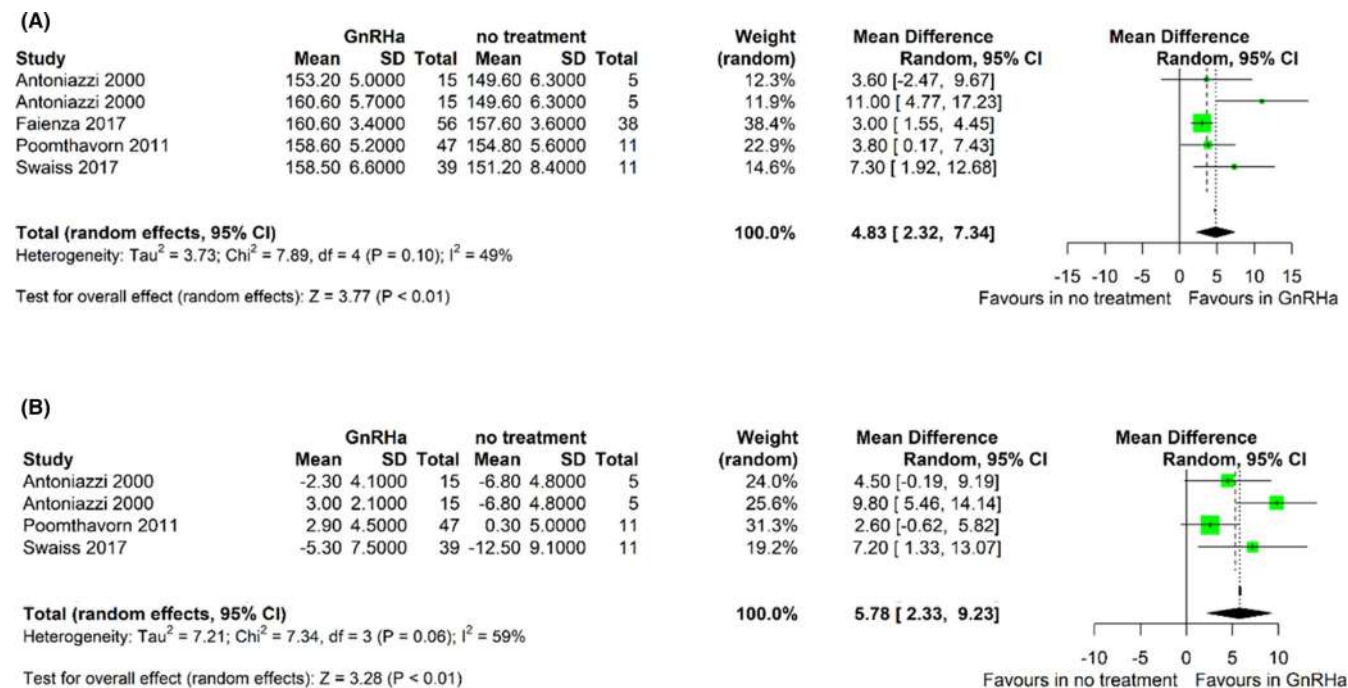 (A)
GnRHa no treatment Weight Mean Difference Mean Difference
Study Mean SD Total Mean SD Total (random) Random, 95% CI Random, 95% CI
Antoniazzi 2000 153.20 5.0000 15 149.60 6.3000 5 12.3% 3.60 [-2.47, 9.67]
Antoniazzi 2000 160.60 5.7000 15 149.60 6.3000 5 11.9% 11.00 [ 4.77, 17.23]
Faienza 2017 160.60 3.4000 56 157.60 3.6000 38 38.4% 3.00 [ 1.55, 4.45]
Poomthavorn 2011 158.60 5.2000 47 154.80 5.6000 11 22.9% 3.80 [ 0.17, 7.43]
Swaiss 2017 158.50 6.6000 39 151.20 8.4000 11 14.6% 7.30 [ 1.92, 12.68]
Total (random effects, 95% CI) 100.0% 4.83 [ 2.32, 7.34]
Heterogeneity: Tau² = 3.73; Chi² = 7.89, df = 4 (P = 0.10); I² = 49%
-15 -10 -5 0 5 10 15
Test for overall effect (random effects): Z = 3.77 (P < 0.01) Favours in no treatment Favours in GnRHa
(B)
GnRHa no treatment Weight Mean Difference Mean Difference
Study Mean SD Total Mean SD Total (random) Random, 95% CI Random, 95% CI
Antoniazzi 2000 -2.30 4.1000 15 -6.80 4.8000 5 24.0% 4.50 [-0.19, 9.19]
Antoniazzi 2000 3.00 2.1000 15 -6.80 4.8000 5 25.6% 9.80 [ 5.46, 14.14]
Poomthavorn 2011 2.90 4.5000 47 0.30 5.0000 11 31.3% 2.60 [-0.62, 5.82]
Swaiss 2017 -5.30 7.5000 39 -12.50 9.1000 11 19.2% 7.20 [ 1.33, 13.07]
Total (random effects, 95% CI) 100.0% 5.78 [ 2.33, 9.23]
Heterogeneity: Tau² = 7.21; Chi² = 7.34, df = 3 (P = 0.06); I² = 59%
-10 -5 0 5 10
Test for overall effect (random effects): Z = 3.28 (P < 0.01) Favours in no treatment Favours in GnRHa